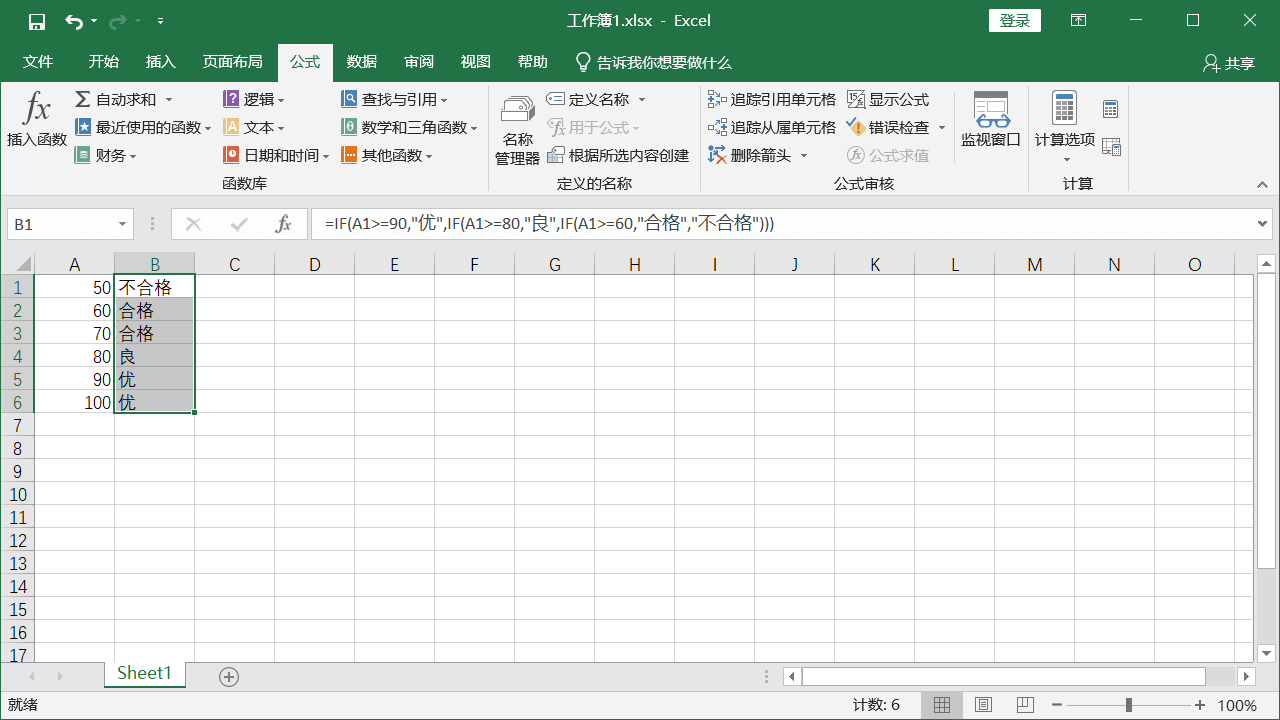 工作簿1.xlsx - Excel
登录
文件 开始 插入 页面布局 公式 数据 审阅 视图 帮助 告诉我你想要做什么 共享
fx 插入函数
自动求和
最近使用的函数
财务
逻辑
文本
日期和时间
查找与引用
数学和三角函数
其他函数
函数库
名称
管理器
定义名称
用于公式
根据所选内容创建
定义的名称
追踪引用单元格
追踪从属单元格
删除箭头
显示公式
错误检查
公式求值
公式审核
监视窗口
计算选项
计算
B1 fx =IF(A1>=90,"优",IF(A1>=80,"良",IF(A1>=60,"合格","不合格")))
A B C D E F G H I J K L M N O
1 50 不合格
2 60 合格
3 70 合格
4 80 良
5 90 优
6 100 优
7
8
9
10
11
12
13
14
15
16
17
Sheet1
就绪 计数: 6 100%